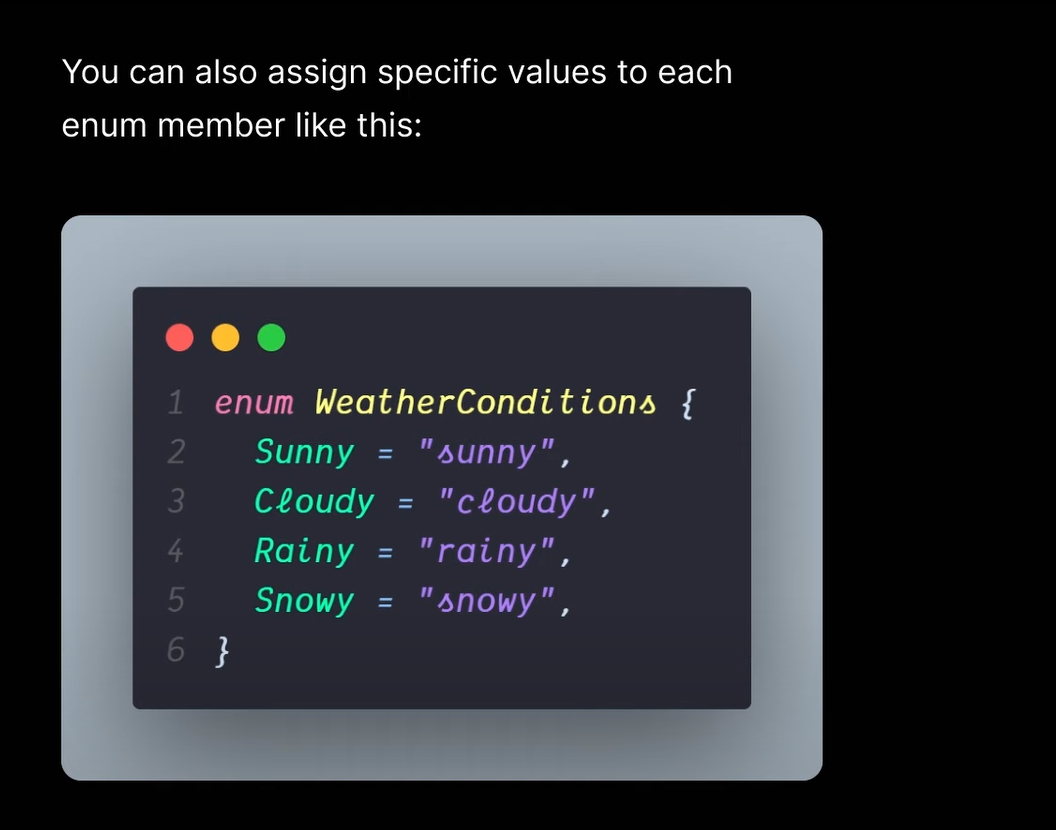 You can also assign specific values to each
enum member like this:
1 enum WeatherConditions {
2   Sunny = "sunny",
3   Cloudy = "cloudy",
4   Rainy = "rainy",
5   Snowy = "snowy",
6 }